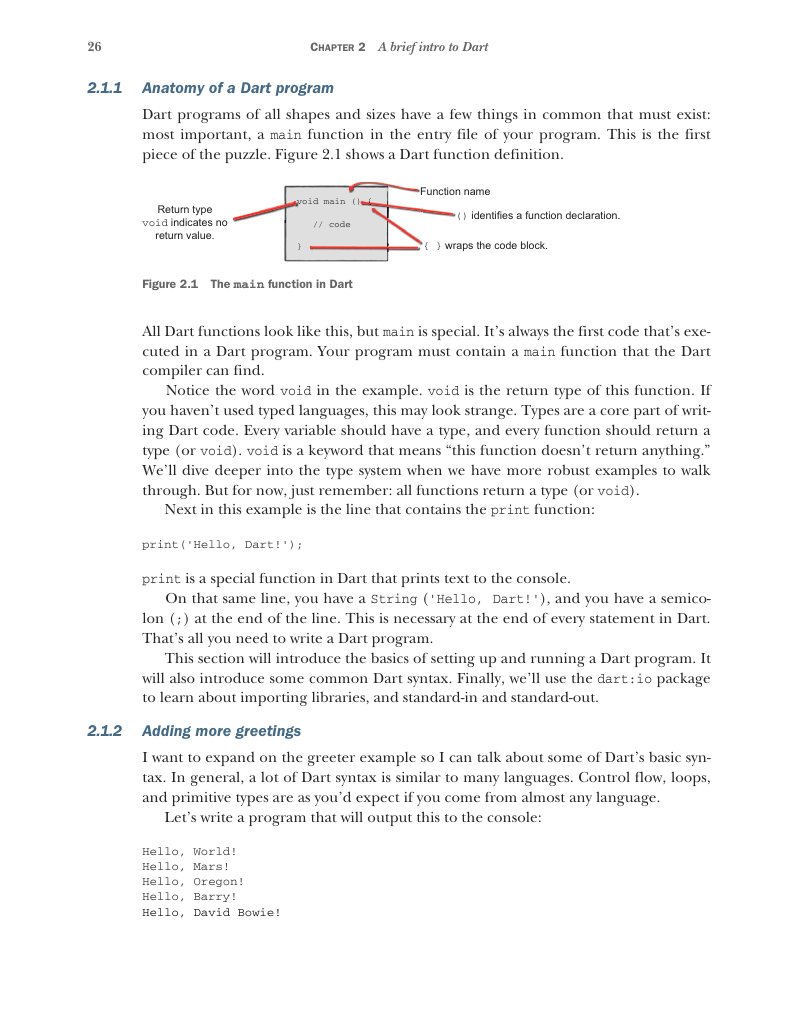 26
CHAPTER 2 A brief intro to Dart
2.1.1 Anatomy of a Dart program
Dart programs of all shapes and sizes have a few things in common that must exist:
most important, a main function in the entry file of your program. This is the first
piece of the puzzle. Figure 2.1 shows a Dart function definition.
Return type
void indicates no
return value.
void main () {
// code
}
Function name
() identifies a function declaration.
{ } wraps the code block.
Figure 2.1 The main function in Dart
All Dart functions look like this, but main is special. It's always the first code that's exe-
cuted in a Dart program. Your program must contain a main function that the Dart
compiler can find.
Notice the word void in the example. void is the return type of this function. If
you haven't used typed languages, this may look strange. Types are a core part of writ-
ing Dart code. Every variable should have a type, and every function should return a
type (or void). void is a keyword that means “this function doesn't return anything.”
We'll dive deeper into the type system when we have more robust examples to walk
through. But for now, just remember: all functions return a type (or void).
Next in this example is the line that contains the print function:
print('Hello, Dart!');
print is a special function in Dart that prints text to the console.
On that same line, you have a String ('Hello, Dart!'), and you have a semico-
lon (;) at the end of the line. This is necessary at the end of every statement in Dart.
That's all you need to write a Dart program.
This section will introduce the basics of setting up and running a Dart program. It
will also introduce some common Dart syntax. Finally, we'll use the dart:io package
to learn about importing libraries, and standard-in and standard-out.
2.1.2 Adding more greetings
I want to expand on the greeter example so I can talk about some of Dart's basic syn-
tax. In general, a lot of Dart syntax is similar to many languages. Control flow, loops,
and primitive types are as you'd expect if you come from almost any language.
Let's write a program that will output this to the console:
Hello, World!
Hello, Mars!
Hello, Oregon!
Hello, Barry!
Hello, David Bowie!